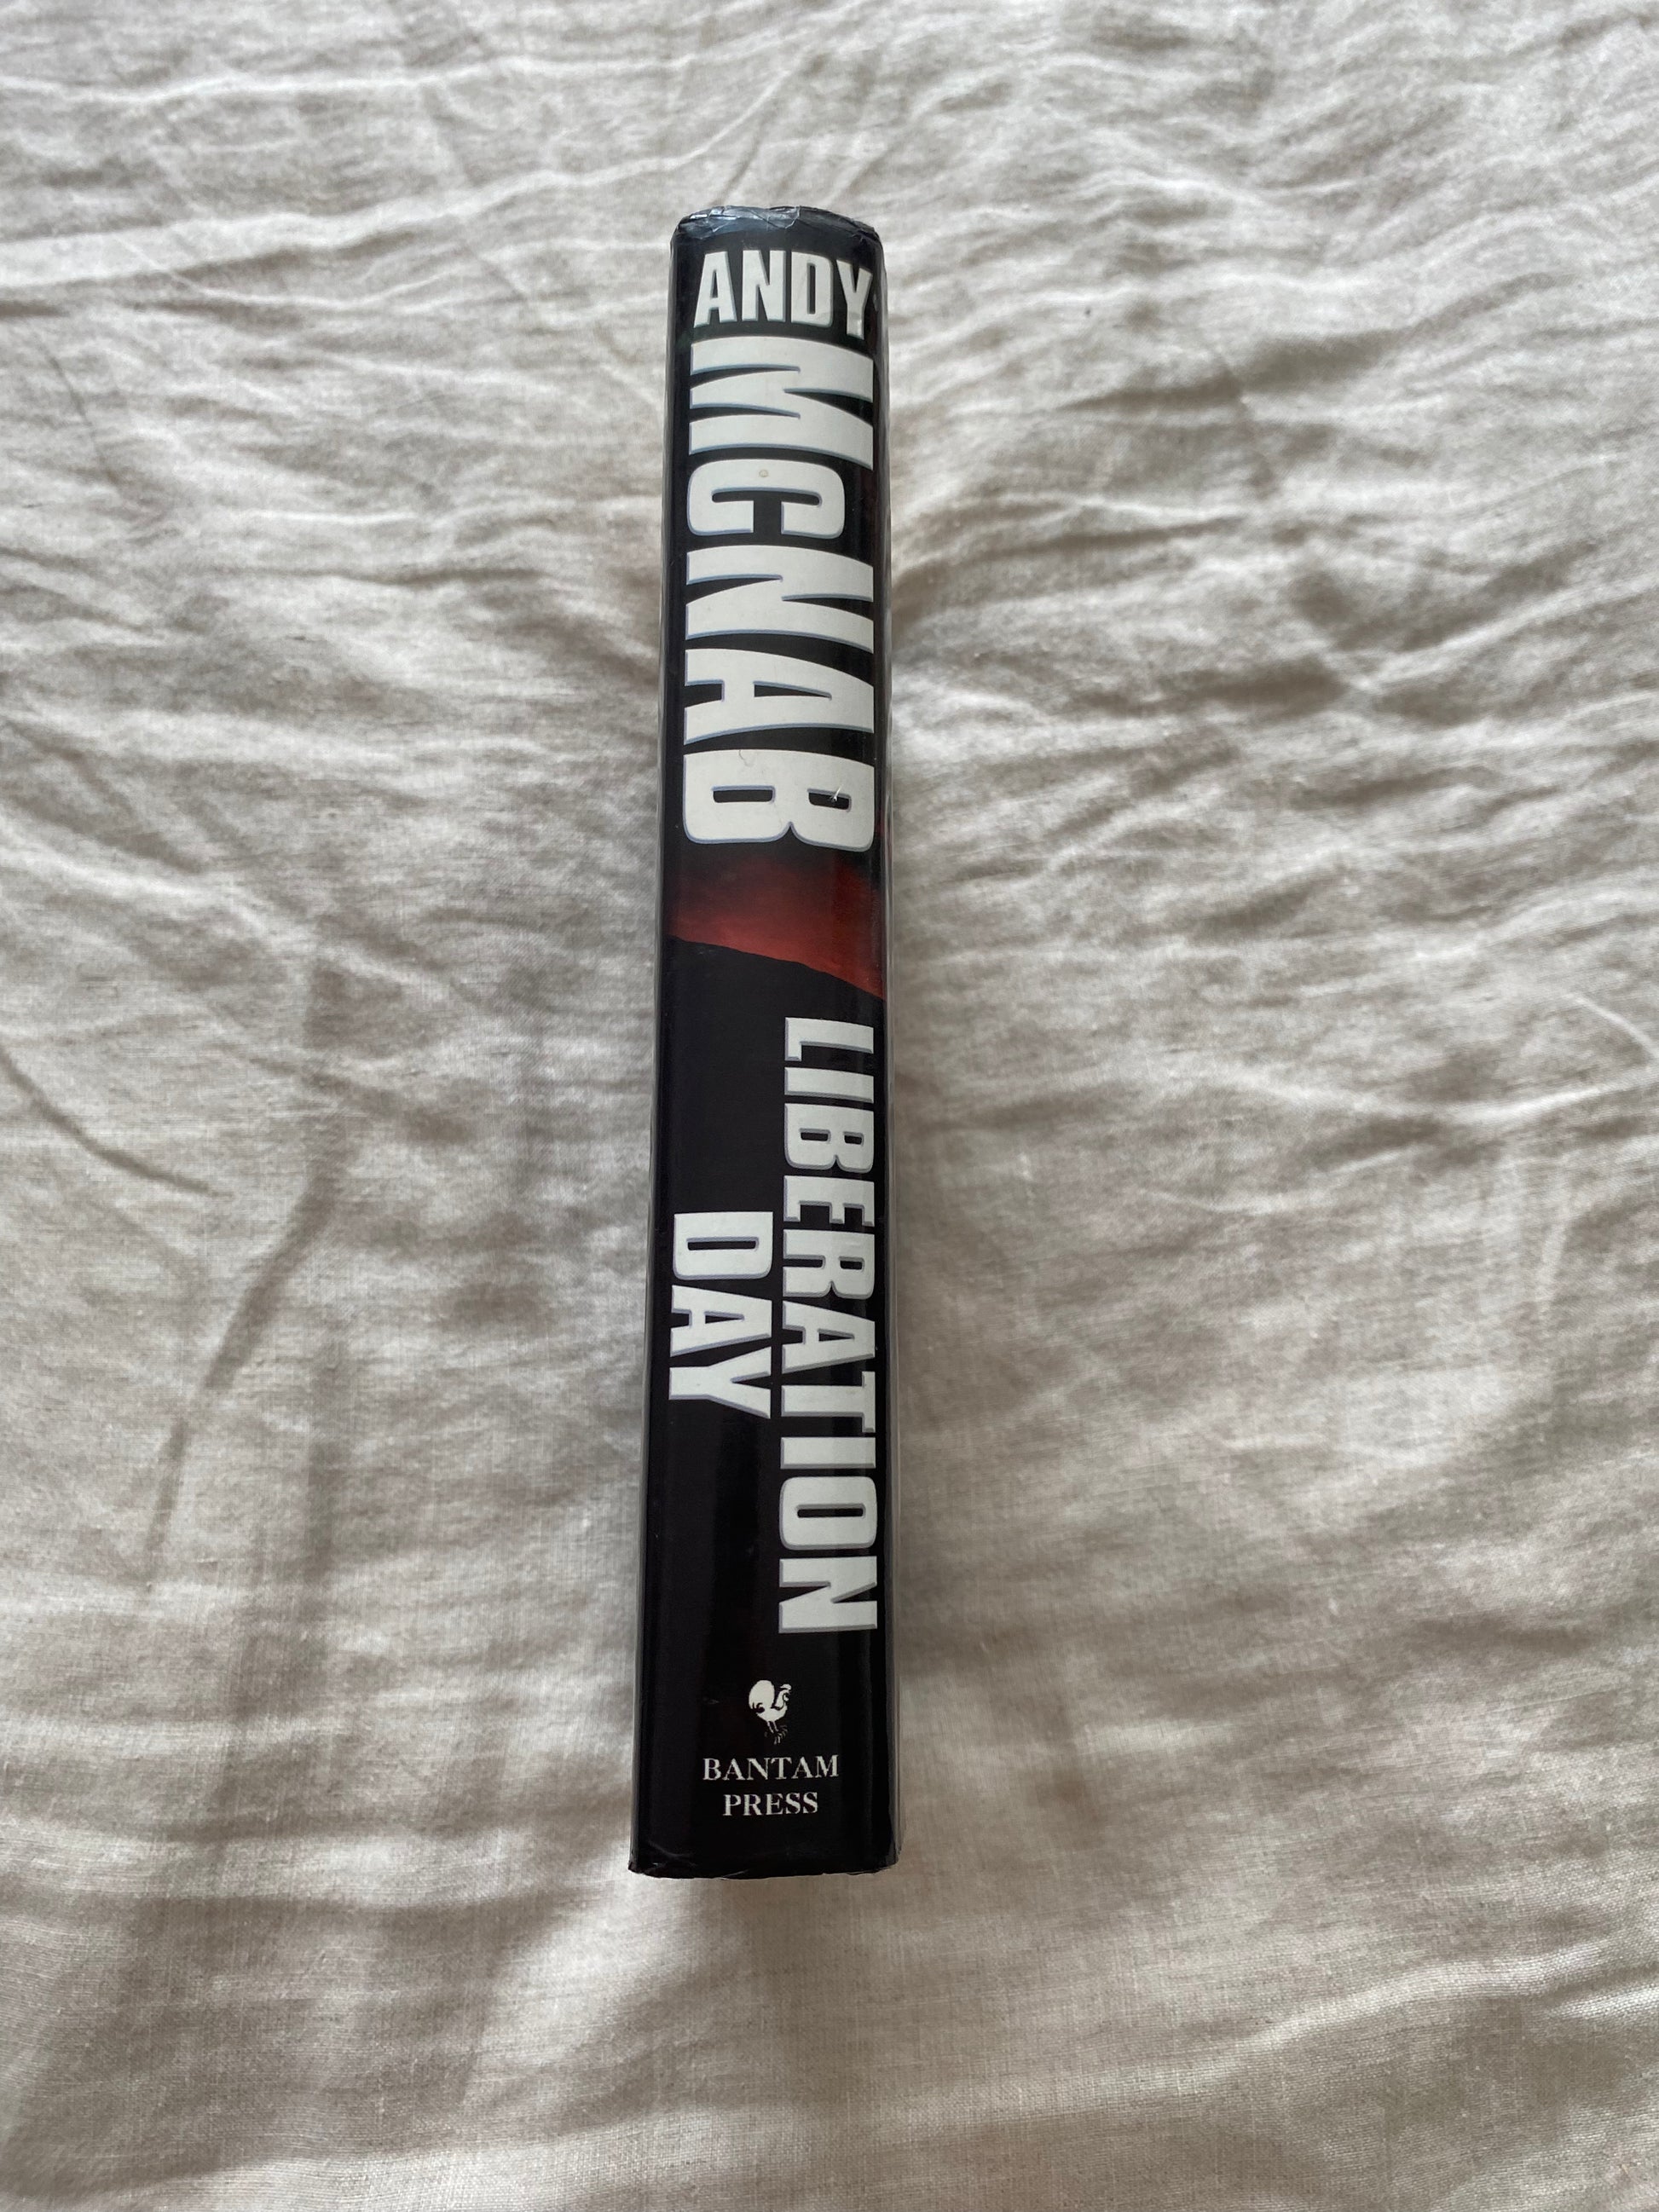 ANDY
McNAB
LIBERATION
DAY
BANTAM
PRESS